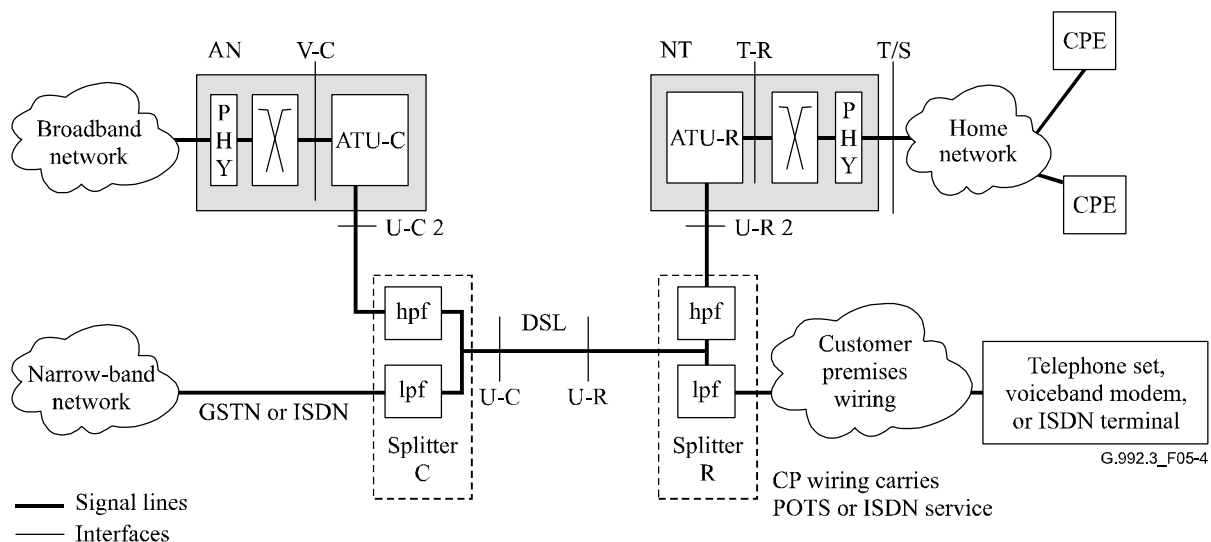 AN
V-C
NT
T-R
T/S
CPE
Broadband
network
P
H
Y
ATU-C
ATU-R
P
H
Y
Home
network
CPE
U-C 2
U-R 2
hpf
DSL
hpf
Narrow-band
network
GSTN or ISDN
lpf
U-C
U-R
lpf
Customer
premises
wiring
Telephone set,
voiceband modem,
or ISDN terminal
G.992.3_F05-4
Splitter
C
Splitter
R
CP wiring carries
POTS or ISDN service
Signal lines
Interfaces